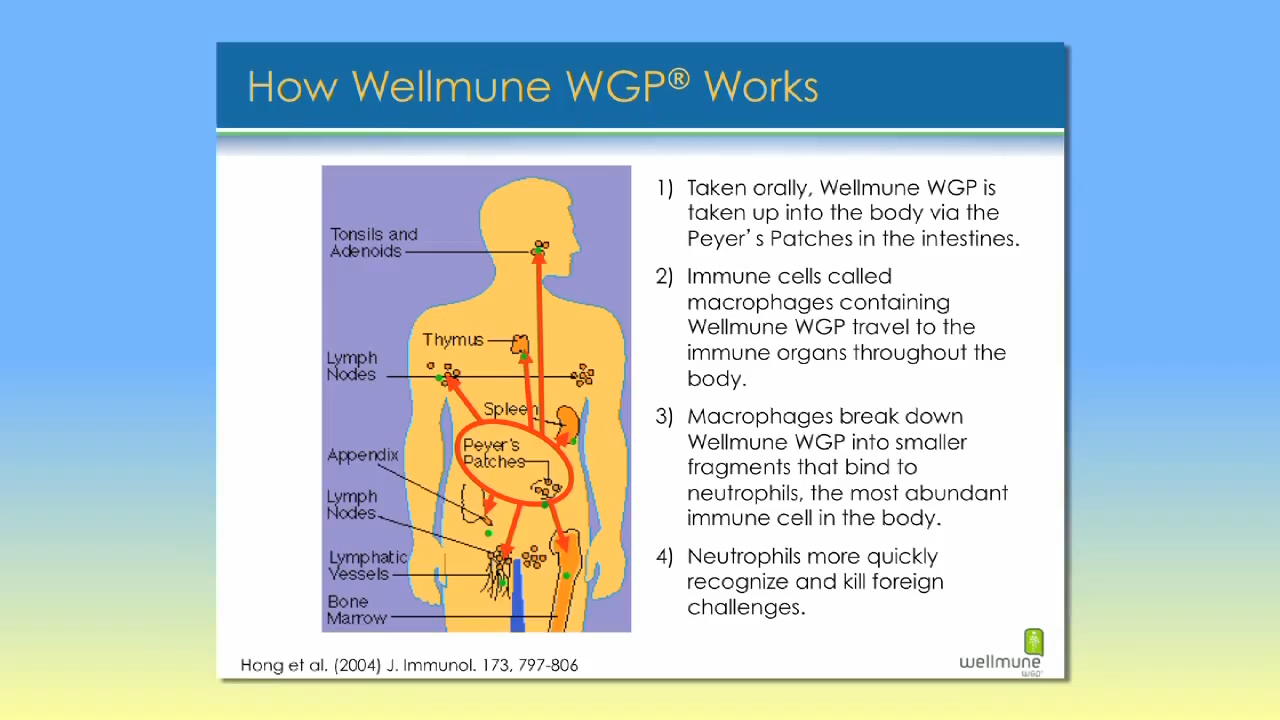 How Wellmune WGP® Works
Tonsils and
Adenoids
Thymus
Lymph
Nodes
Spleen
Peyer's
Patches
Appendix
Lymph
Nodes
Lymphatic
Vessels
Bone
Marrow
1) Taken orally, Wellmune WGP is
taken up into the body via the
Peyer's Patches in the intestines.
2) Immune cells called
macrophages containing
Wellmune WGP travel to the
immune organs throughout the
body.
3) Macrophages break down
Wellmune WGP into smaller
fragments that bind to
neutrophils, the most abundant
immune cell in the body.
4) Neutrophils more quickly
recognize and kill foreign
challenges.
Hong et al. (2004) J. Immunol. 173, 797-806
wellmune
WGP®